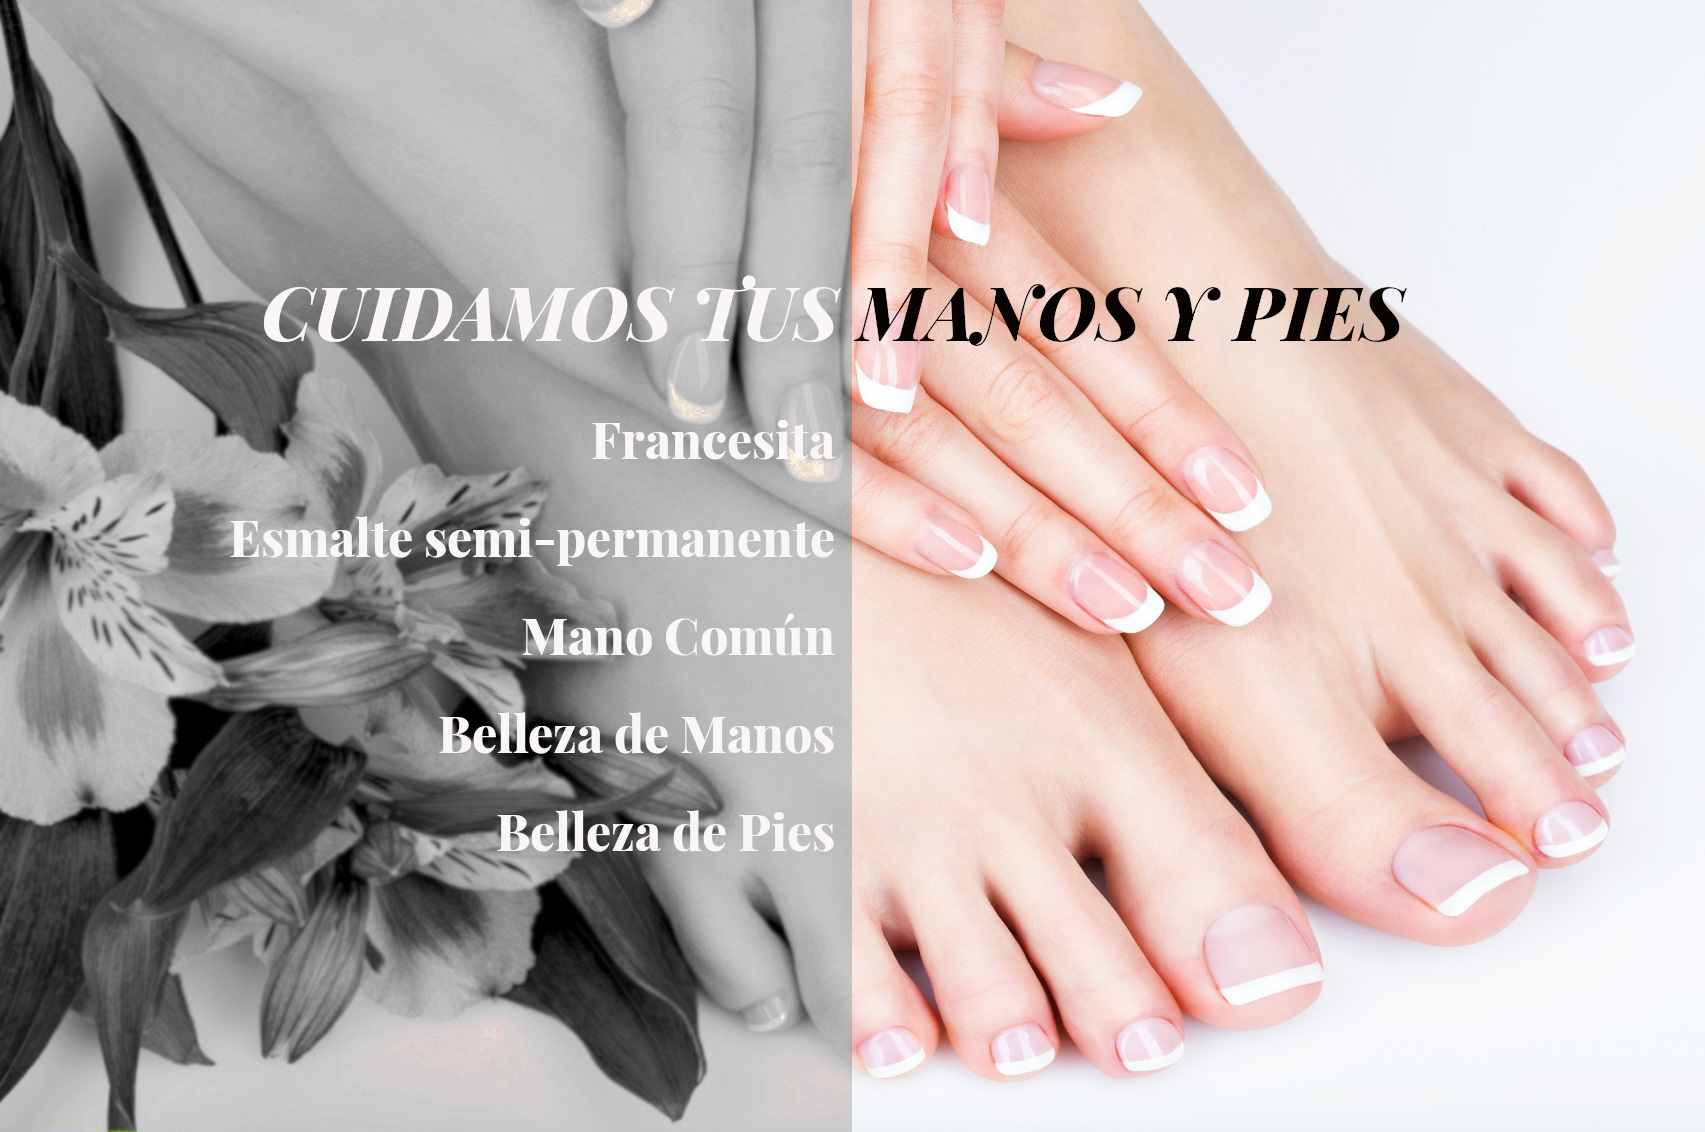 CUIDAMOS TUS MANOS Y PIES
Francesita
Esmalte semi-permanente
Mano Común
Belleza de Manos
Belleza de Pies